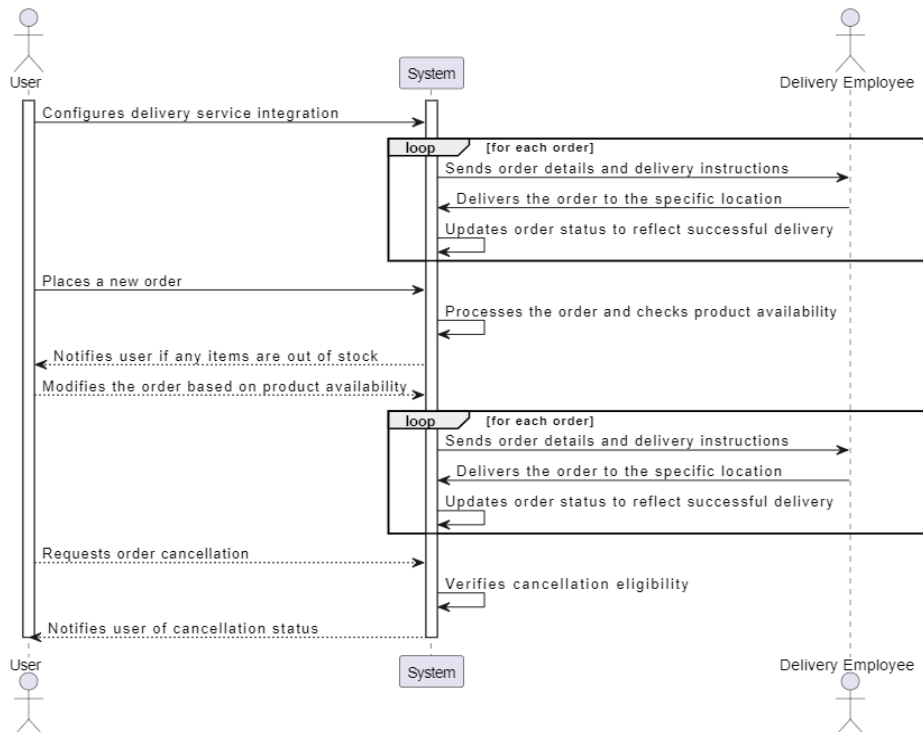 User
System
Delivery Employee
Configures delivery service integration
loop [for each order]
Sends order details and delivery instructions
Delivers the order to the specific location
Updates order status to reflect successful delivery
Places a new order
Processes the order and checks product availability
Notifies user if any items are out of stock
Modifies the order based on product availability
loop [for each order]
Sends order details and delivery instructions
Delivers the order to the specific location
Updates order status to reflect successful delivery
Requests order cancellation
Verifies cancellation eligibility
Notifies user of cancellation status
User
System
Delivery Employee